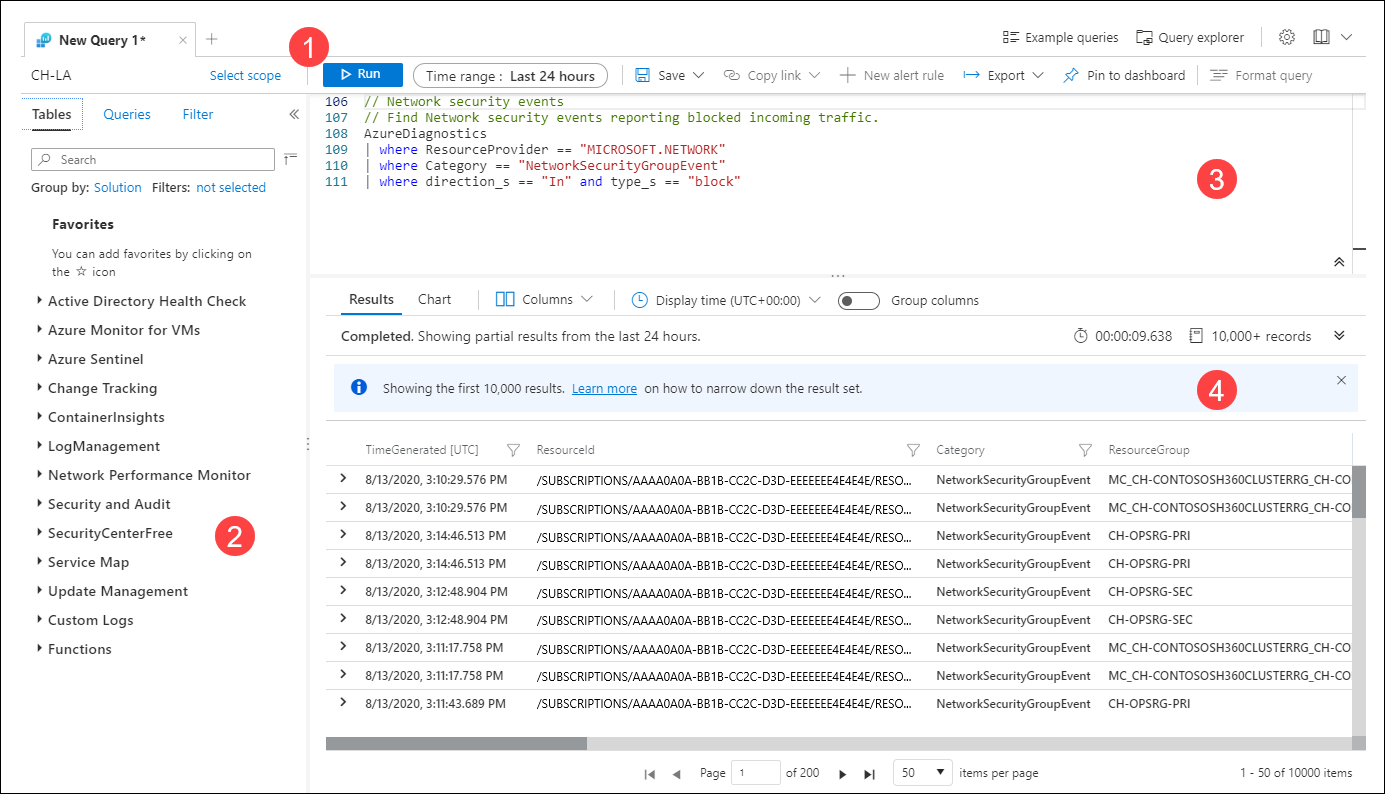 New Query 1*
Example queries
Query explorer
1
CH-LA
Select scope
Run
Time range : Last 24 hours
Save
Copy link
New alert rule
Export
Pin to dashboard
Format query
Tables
Queries
Filter
Search
Group by: Solution Filters: not selected
Favorites
You can add favorites by clicking on
the ☆ icon
Active Directory Health Check
Azure Monitor for VMs
Azure Sentinel
Change Tracking
ContainerInsights
LogManagement
Network Performance Monitor
Security and Audit
SecurityCenterFree
Service Map
Update Management
Custom Logs
Functions
2
106 // Network security events
107 // Find Network security events reporting blocked incoming traffic.
108 AzureDiagnostics
109 | where ResourceProvider == "MICROSOFT.NETWORK"
110 | where Category == "NetworkSecurityGroupEvent"
111 | where direction_s == "In" and type_s == "block"
3
Results
Chart
Columns
Display time (UTC+00:00)
Group columns
Completed. Showing partial results from the last 24 hours.
00:00:09.638
10,000+ records
Showing the first 10,000 results. Learn more on how to narrow down the result set.
4
TimeGenerated [UTC] ResourceId Category ResourceGroup
8/13/2020, 3:10:29.576 PM /SUBSCRIPTIONS/AAAA0A0A-BB1B-CC2C-D3D-EEEEEEE4E4E4E/RESO... NetworkSecurityGroupEvent MC_CH-CONTOSOSH360CLUSTERRG_CH-CO
8/13/2020, 3:10:29.576 PM /SUBSCRIPTIONS/AAAA0A0A-BB1B-CC2C-D3D-EEEEEEE4E4E4E/RESO... NetworkSecurityGroupEvent MC_CH-CONTOSOSH360CLUSTERRG_CH-CO
8/13/2020, 3:14:46.513 PM /SUBSCRIPTIONS/AAAA0A0A-BB1B-CC2C-D3D-EEEEEEE4E4E4E/RESO... NetworkSecurityGroupEvent CH-OPSRG-PRI
8/13/2020, 3:14:46.513 PM /SUBSCRIPTIONS/AAAA0A0A-BB1B-CC2C-D3D-EEEEEEE4E4E4E/RESO... NetworkSecurityGroupEvent CH-OPSRG-PRI
8/13/2020, 3:12:48.904 PM /SUBSCRIPTIONS/AAAA0A0A-BB1B-CC2C-D3D-EEEEEEE4E4E4E/RESO... NetworkSecurityGroupEvent CH-OPSRG-SEC
8/13/2020, 3:12:48.904 PM /SUBSCRIPTIONS/AAAA0A0A-BB1B-CC2C-D3D-EEEEEEE4E4E4E/RESO... NetworkSecurityGroupEvent CH-OPSRG-SEC
8/13/2020, 3:11:17.758 PM /SUBSCRIPTIONS/AAAA0A0A-BB1B-CC2C-D3D-EEEEEEE4E4E4E/RESO... NetworkSecurityGroupEvent MC_CH-CONTOSOSH360CLUSTERRG_CH-CO
8/13/2020, 3:11:17.758 PM /SUBSCRIPTIONS/AAAA0A0A-BB1B-CC2C-D3D-EEEEEEE4E4E4E/RESO... NetworkSecurityGroupEvent MC_CH-CONTOSOSH360CLUSTERRG_CH-CO
8/13/2020, 3:11:43.689 PM /SUBSCRIPTIONS/AAAA0A0A-BB1B-CC2C-D3D-EEEEEEE4E4E4E/RESO... NetworkSecurityGroupEvent CH-OPSRG-PRI
Page 1 of 200
50 items per page
1 - 50 of 10000 items